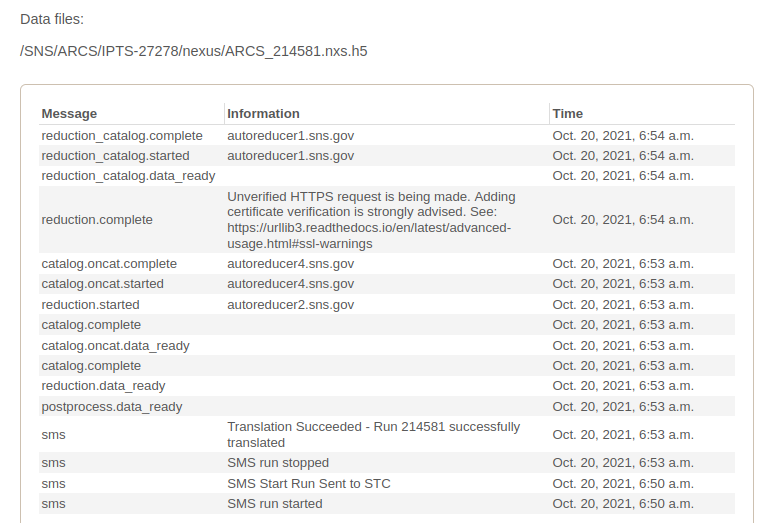 Data files:
/SNS/ARCS/IPTS-27278/nexus/ARCS_214581.nxs.h5
Message Information Time
reduction_catalog.complete autoreducer1.sns.gov Oct. 20, 2021, 6:54 a.m.
reduction_catalog.started autoreducer1.sns.gov Oct. 20, 2021, 6:54 a.m.
reduction_catalog.data_ready Oct. 20, 2021, 6:54 a.m.
Unverified HTTPS request is being made. Adding
certificate verification is strongly advised. See:
reduction.complete Oct. 20, 2021, 6:54 a.m.
https://urllib3.readthedocs.io/en/latest/advanced-
usage.html#ssl-warnings
catalog.oncat.complete autoreducer4.sns.gov Oct. 20, 2021, 6:53 a.m.
catalog.oncat.started autoreducer4.sns.gov Oct. 20, 2021, 6:53 a.m.
reduction.started autoreducer2.sns.gov Oct. 20, 2021, 6:53 a.m.
catalog.complete Oct. 20, 2021, 6:53 a.m.
catalog.oncat.data_ready Oct. 20, 2021, 6:53 a.m.
catalog.complete Oct. 20, 2021, 6:53 a.m.
reduction.data_ready Oct. 20, 2021, 6:53 a.m.
postprocess.data_ready Oct. 20, 2021, 6:53 a.m.
Translation Succeeded - Run 214581 successfully
sms Oct. 20, 2021, 6:53 a.m.
translated
sms SMS run stopped Oct. 20, 2021, 6:53 a.m.
sms SMS Start Run Sent to STC Oct. 20, 2021, 6:50 a.m.
sms SMS run started Oct. 20, 2021, 6:50 a.m.